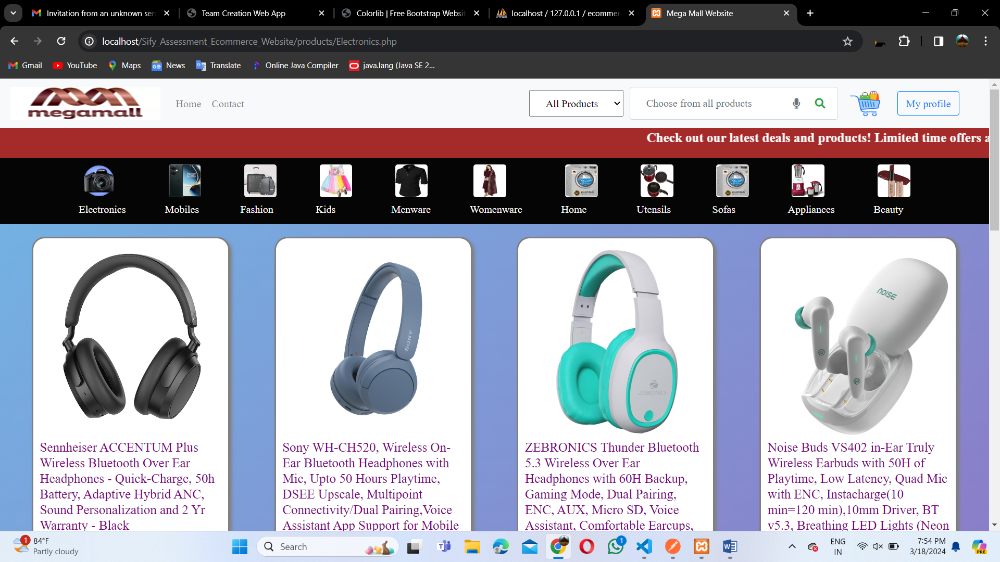 Invitation from an unknown sen
Team Creation Web App
Colorlib | Free Bootstrap Websit
localhost / 127.0.0.1 / ecommer
Mega Mall Website
localhost/Sify_Assessment_Ecommerce_Website/products/Electronics.php
Gmail
YouTube
Maps
News
Translate
Online Java Compiler
java.lang (Java SE 2...
megamall
Home
Contact
All Products
Choose from all products
My profile
Check out our latest deals and products! Limited time offers a
Electronics
Mobiles
Fashion
Kids
Menware
Womenware
Home
Utensils
Sofas
Appliances
Beauty
SONY
ZEBRONICS
noise
Sennheiser ACCENTUM Plus
Wireless Bluetooth Over Ear
Headphones - Quick-Charge, 50h
Battery, Adaptive Hybrid ANC,
Sound Personalization and 2 Yr
Warranty - Black
Sony WH-CH520, Wireless On-
Ear Bluetooth Headphones with
Mic, Upto 50 Hours Playtime,
DSEE Upscale, Multipoint
Connectivity/Dual Pairing,Voice
Assistant App Support for Mobile
ZEBRONICS Thunder Bluetooth
5.3 Wireless Over Ear
Headphones with 60H Backup,
Gaming Mode, Dual Pairing,
ENC, AUX, Micro SD, Voice
Assistant, Comfortable Earcups,
Noise Buds VS402 in-Ear Truly
Wireless Earbuds with 50H of
Playtime, Low Latency, Quad Mic
with ENC, Instacharge(10
min=120 min),10mm Driver, BT
v5.3, Breathing LED Lights (Neon
1
84°F
Partly cloudy
Search
1
ENG
IN
7:54 PM
3/18/2024
PRE